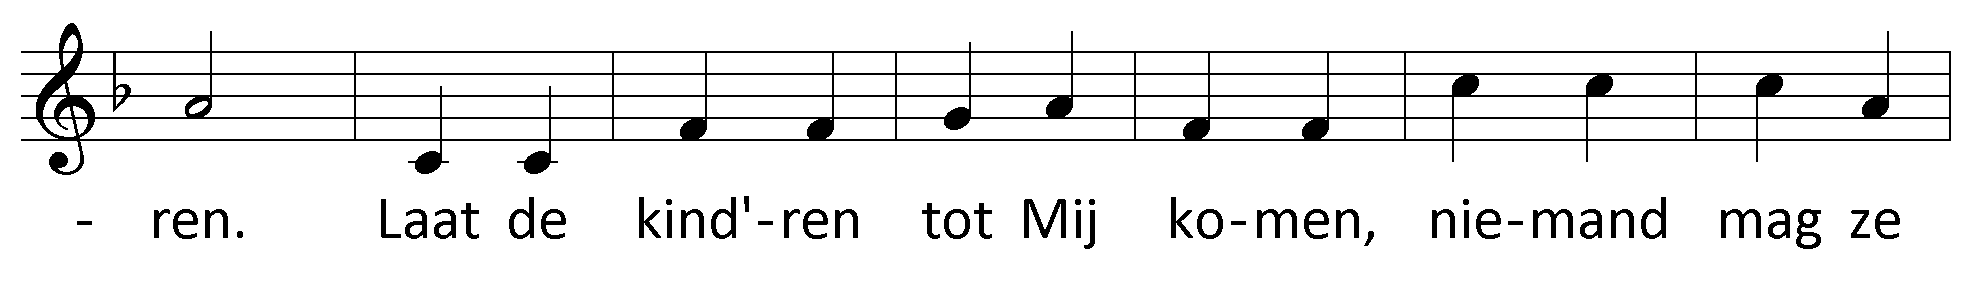 - ren. Laat de kind'-ren tot Mij ko-men, nie-mand mag ze